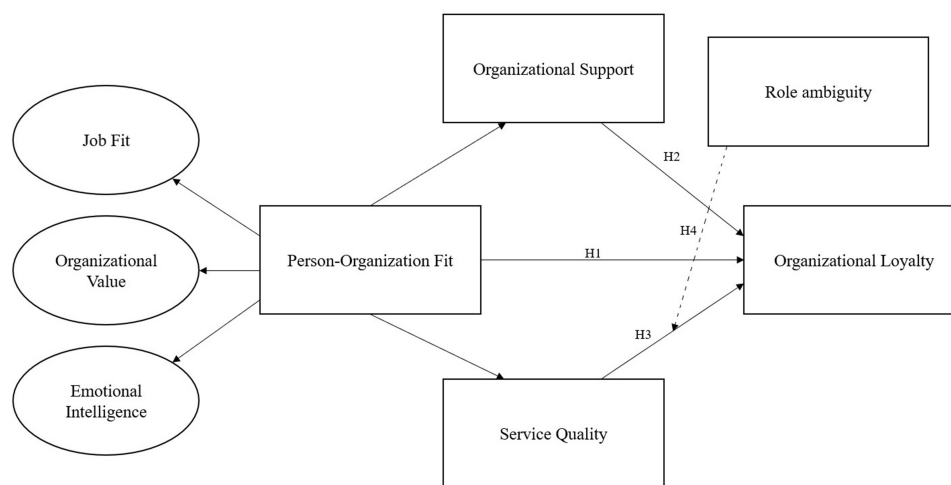 Organizational Support
Role ambiguity
Job Fit
H2
H4
Organizational
Value
Person-Organization Fit
H1
Organizational Loyalty
H3
Emotional
Intelligence
Service Quality